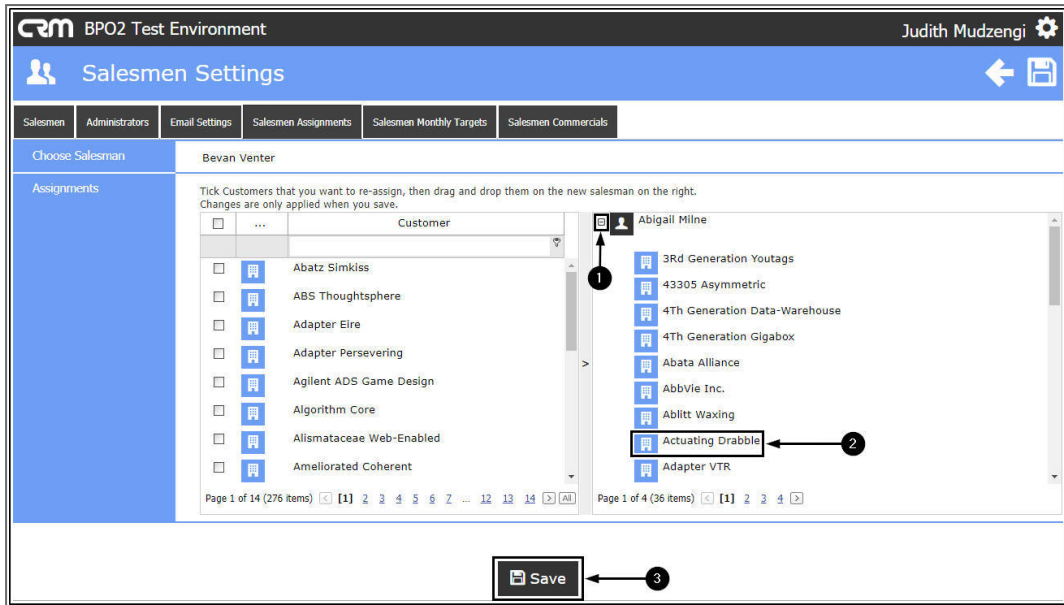 CRM BPO2 Test Environment Judith Mudzengi
Salesmen Settings
Salesmen Administrators Email Settings Salesmen Assignments Salesmen Monthly Targets Salesmen Commercials
Choose Salesman Bevan Venter
Assignments
Tick Customers that you want to re-assign, then drag and drop them on the new salesman on the right.
Changes are only applied when you save.
... Customer
Abatz Simkiss
ABS Thoughtsphere
Adapter Eire
Adapter Persevering
Agilent ADS Game Design
Algorithm Core
Alismataceae Web-Enabled
Ameliorated Coherent
Page 1 of 14 (276 items) < [1] 2 3 4 5 6 7 ... 12 13 14 > All
>
Abigail Milne
1
3Rd Generation Youtags
43305 Asymmetric
4Th Generation Data-Warehouse
4Th Generation Gigabox
Abata Alliance
AbbVie Inc.
Ablitt Waxing
Actuating Drabble 2
Adapter VTR
Page 1 of 4 (36 items) < [1] 2 3 4 >
Save 3